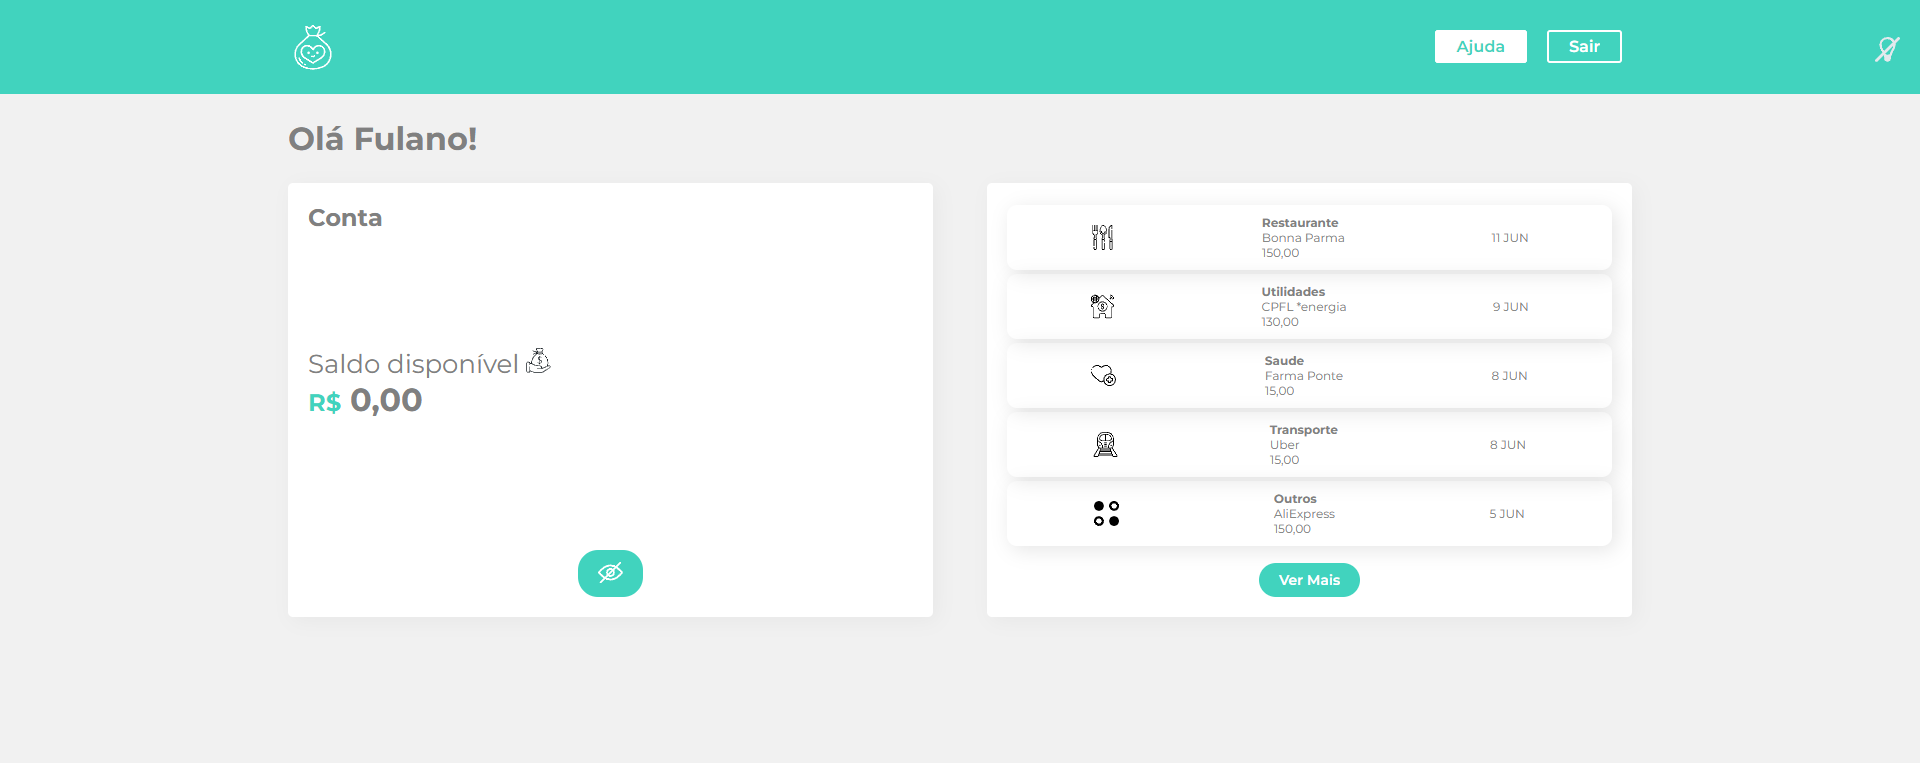 Ajuda
Sair
Olá Fulano!
Conta
Saldo disponível
R$ 0,00
Restaurante
Bonna Parma
150,00
11 JUN
Utilidades
CPFL *energia
130,00
9 JUN
Saude
Farma Ponte
15,00
8 JUN
Transporte
Uber
15,00
8 JUN
Outros
AliExpress
150,00
5 JUN
Ver Mais